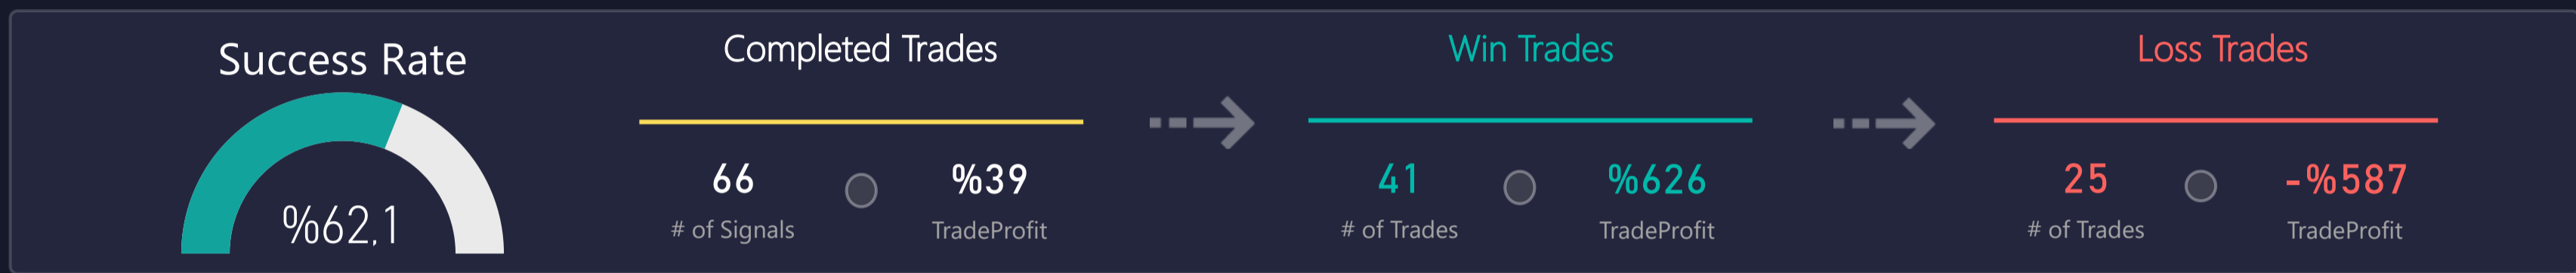 Success Rate
%62,1
Completed Trades
66
# of Signals
%39
TradeProfit
Win Trades
41
# of Trades
%626
TradeProfit
Loss Trades
25
# of Trades
-%587
TradeProfit